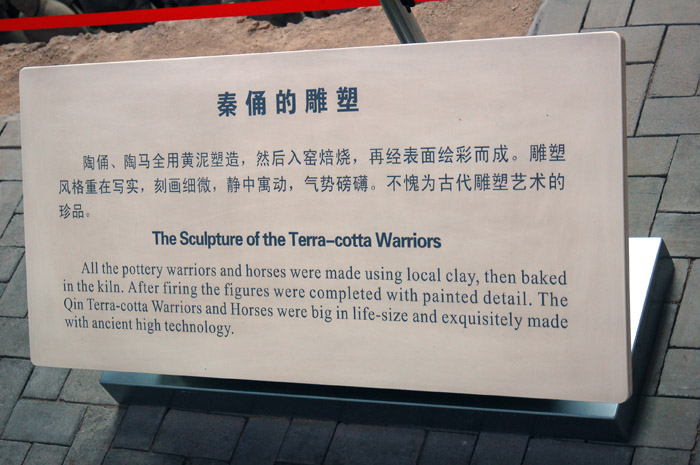 秦俑的雕塑
陶俑、陶马全用黄泥塑造，然后入窑焙烧，再经表面绘彩而成。雕塑
风格重在写实，刻画细微，静中寓动，气势磅礴。不愧为古代雕塑艺术的
珍品。
The Sculpture of the Terra-cotta Warriors
All the pottery warriors and horses were made using local clay, then baked
in the kiln. After firing the figures were completed with painted detail. The
Qin Terra-cotta Warriors and Horses were big in life-size and exquisitely made
with ancient high technology.